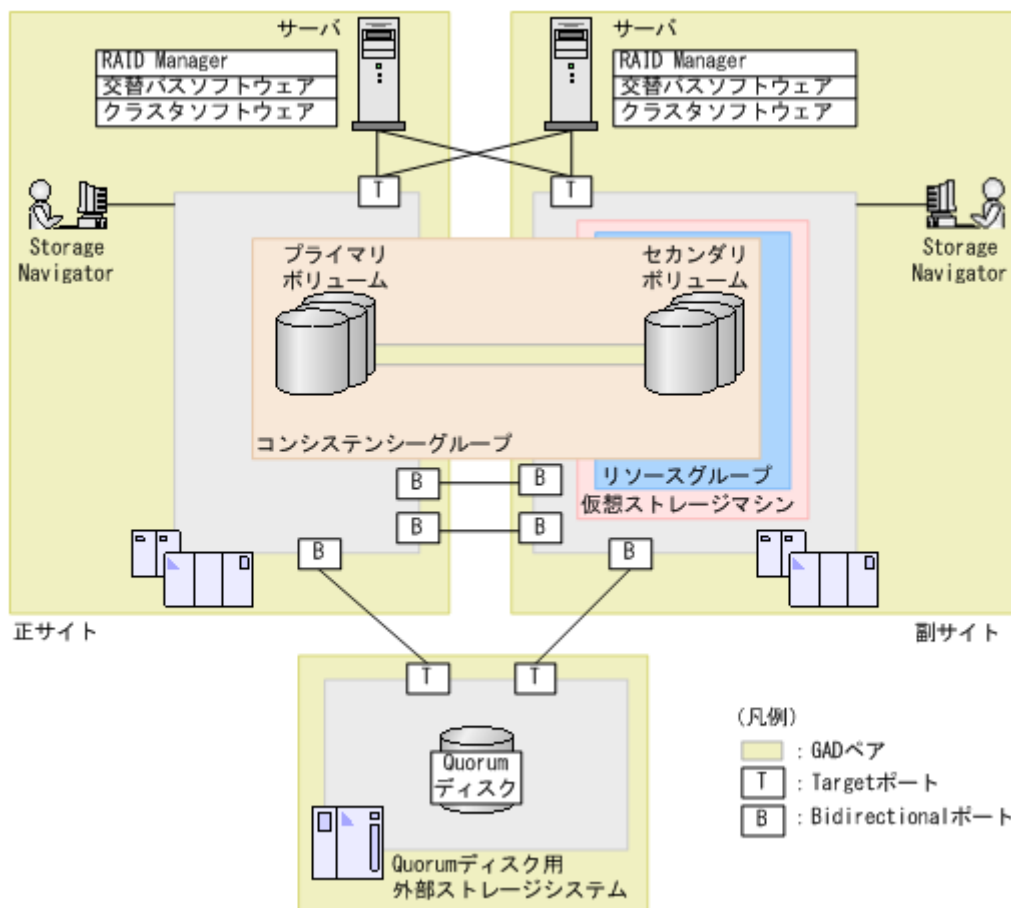 サーバ
RAID Manager
交替パスソフトウェア
クラスタソフトウェア
サーバ
RAID Manager
交替パスソフトウェア
クラスタソフトウェア
T
T
Storage
Navigator
Storage
Navigator
プライマリ
ボリューム
セカンダリ
ボリューム
コンシステンシーグループ
リソースグループ
仮想ストレージマシン
B
B
B
B
B
B
正サイト
副サイト
T
T
Quorum
ディスク
Quorumディスク用
外部ストレージシステム
(凡例)
: GADペア
T : Targetポート
B : Bidirectionalポート